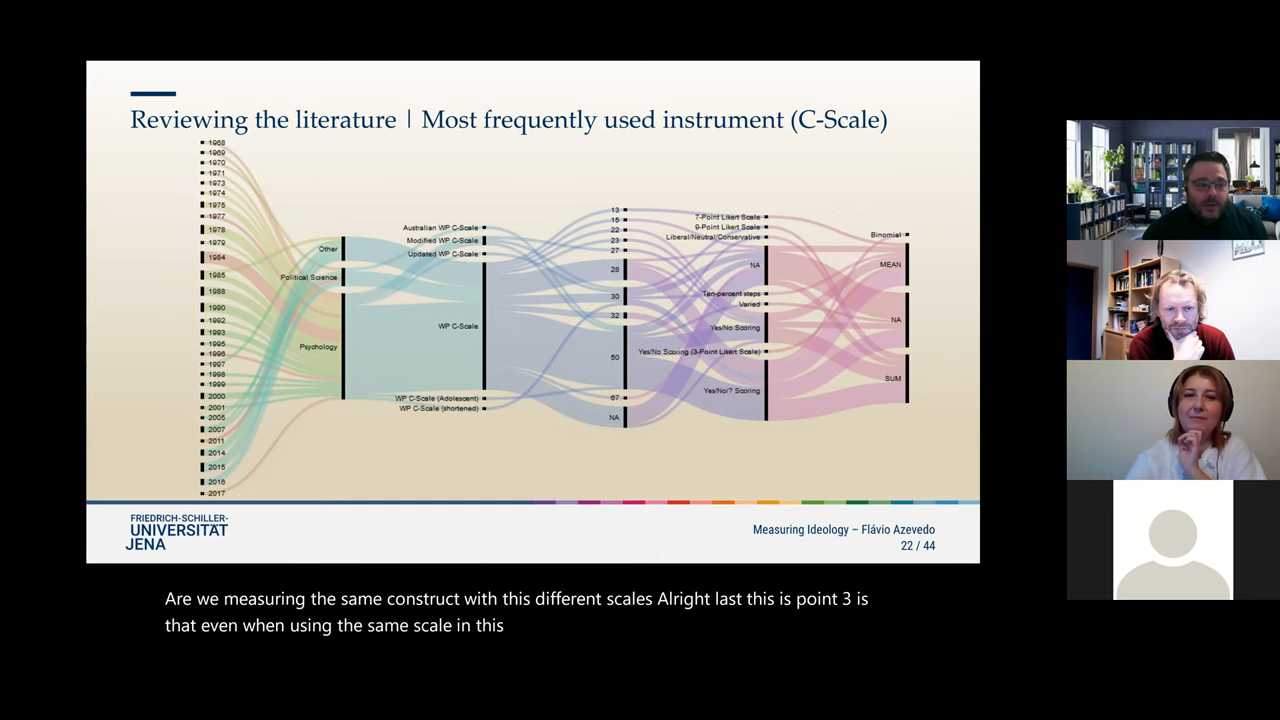 Reviewing the literature | Most frequently used instrument (C-Scale)
1968
1969
1970
1971
1973
1974
1975
1977
1978
1979
1984
1985
1988
1990
1992
1993
1995
1996
1997
1998
1999
2000
2001
2005
2007
2011
2014
2015
2016
2017
Other
Political Science
Psychology
Australian WP C-Scale
Modified WP C-Scale
Updated WP C-Scale
WP C-Scale
WP C-Scale (Adolescent)
WP C-Scale (shortened)
13
15
22
23
27
28
30
32
50
67
NA
7-Point Likert Scale
9-Point Likert Scale
Liberal/Neutral/Conservative
NA
Ten-percent steps
Varied
Yes/No Scoring
Yes/No Scoring (3-Point Likert Scale)
Yes/No/? Scoring
Binomial
MEAN
NA
SUM
FRIEDRICH-SCHILLER-
UNIVERSITÄT
JENA
Measuring Ideology – Flávio Azevedo
22 / 44
Are we measuring the same construct with this different scales Alright last this is point 3 is
that even when using the same scale in this